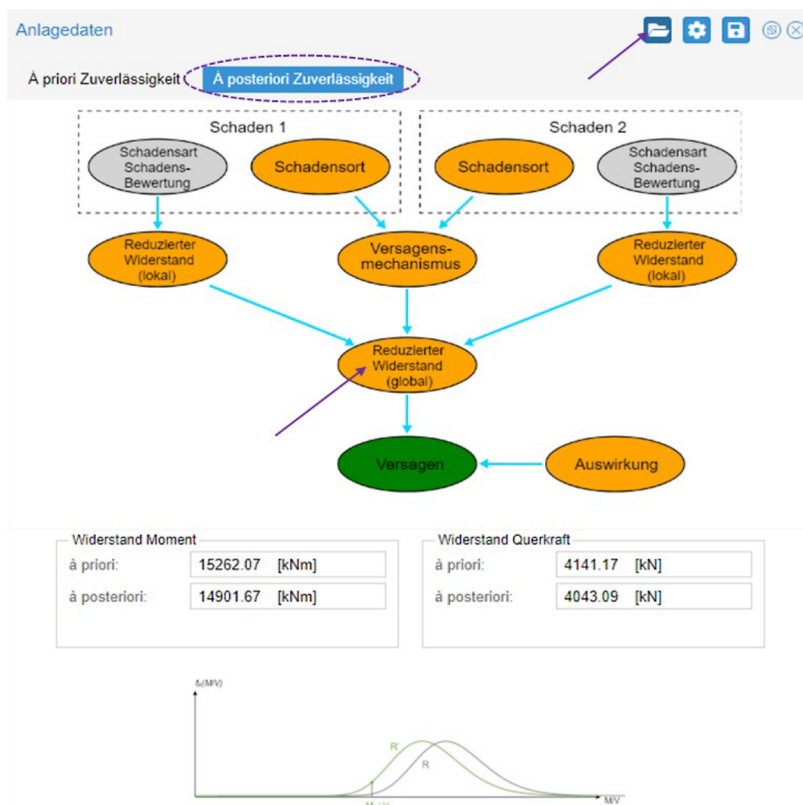 Anlagedaten
À priori Zuverlässigkeit
À posteriori Zuverlässigkeit
Schaden 1
Schaden 2
Schadensart
Schadens-
Bewertung
Schadensort
Schadensort
Schadensart
Schadens-
Bewertung
Reduzierter
Widerstand
(lokal)
Versagens-
mechanismus
Reduzierter
Widerstand
(lokal)
Reduzierter
Widerstand
(global)
Versagen
Auswirkung
Widerstand Moment
à priori: 15262.07 [kNm]
à posteriori: 14901.67 [kNm]
Widerstand Querkraft
à priori: 4141.17 [kN]
à posteriori: 4043.09 [kN]
R'
R
M/V